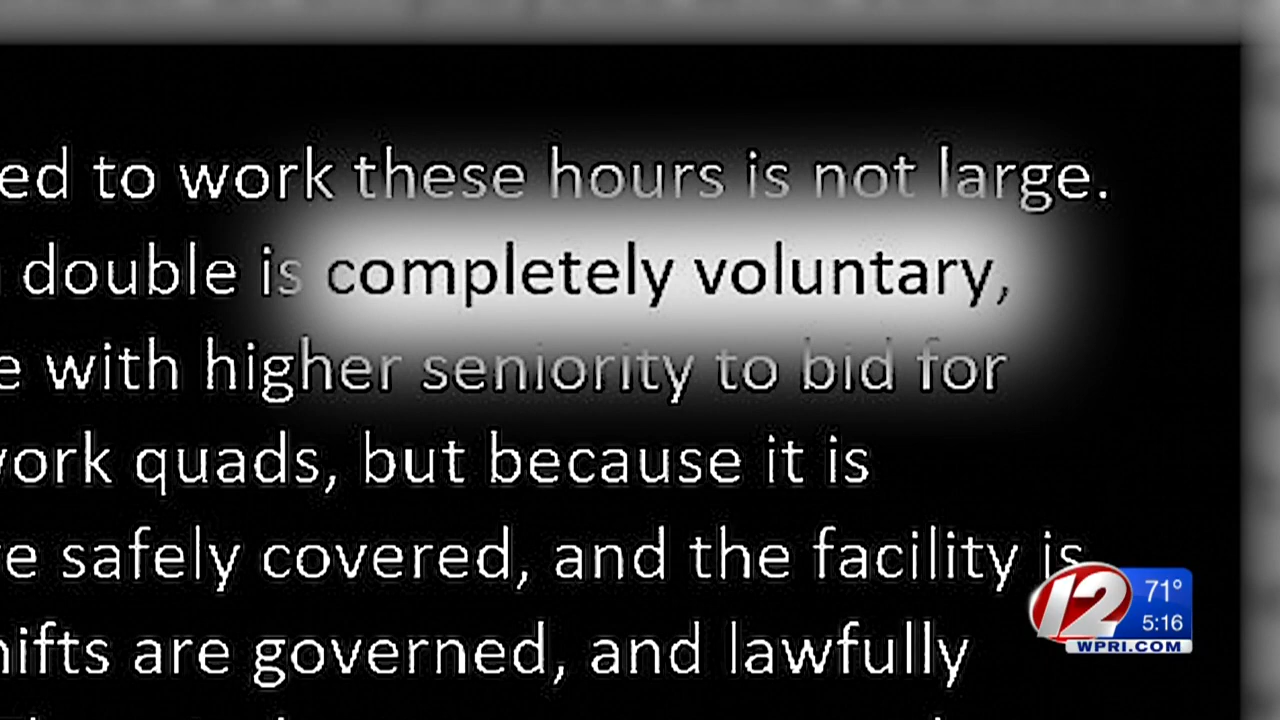 ed to work these hours is not large.
double is completely voluntary,
e with higher seniority to bid for
work quads, but because it is
e safely covered, and the facility is
hifts are governed, and lawfully
12 71°
5:16
WPRI.COM